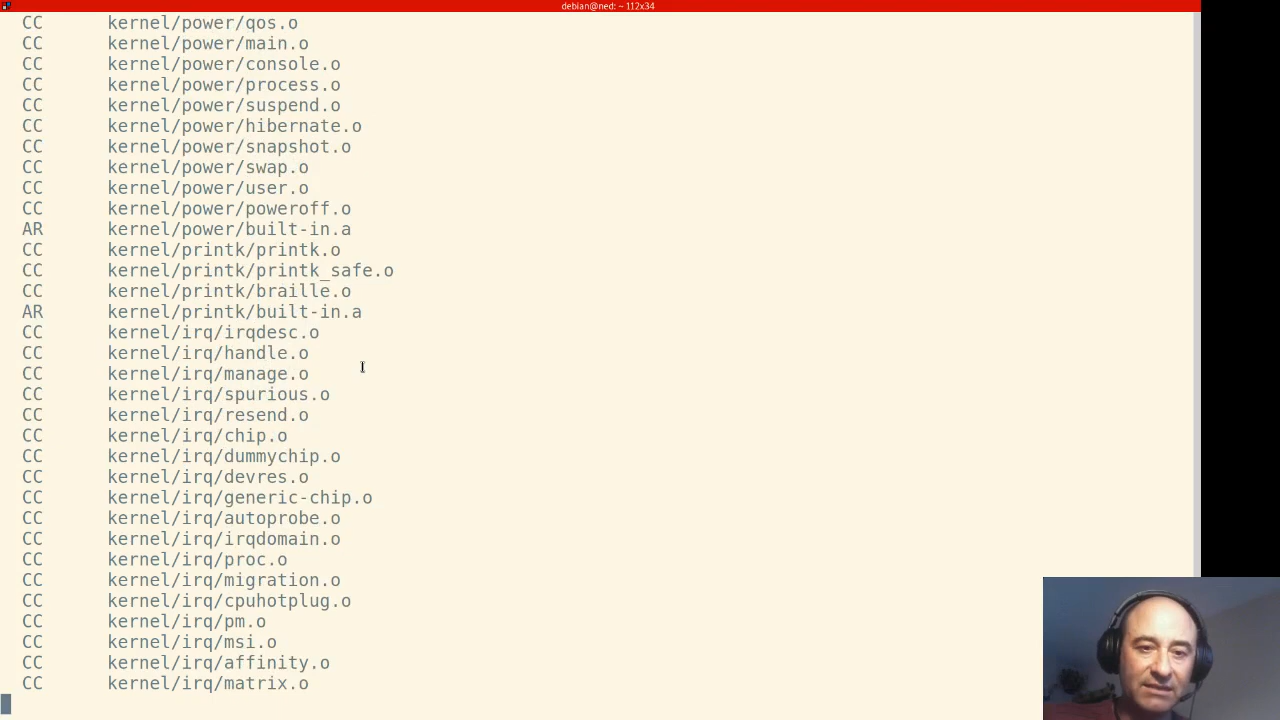 debian@ned: ~ 112x34
CC kernel/power/qos.o
CC kernel/power/main.o
CC kernel/power/console.o
CC kernel/power/process.o
CC kernel/power/suspend.o
CC kernel/power/hibernate.o
CC kernel/power/snapshot.o
CC kernel/power/swap.o
CC kernel/power/user.o
CC kernel/power/poweroff.o
AR kernel/power/built-in.a
CC kernel/printk/printk.o
CC kernel/printk/printk_safe.o
CC kernel/printk/braille.o
AR kernel/printk/built-in.a
CC kernel/irq/irqdesc.o
CC kernel/irq/handle.o
CC kernel/irq/manage.o
CC kernel/irq/spurious.o
CC kernel/irq/resend.o
CC kernel/irq/chip.o
CC kernel/irq/dummychip.o
CC kernel/irq/devres.o
CC kernel/irq/generic-chip.o
CC kernel/irq/autoprobe.o
CC kernel/irq/irqdomain.o
CC kernel/irq/proc.o
CC kernel/irq/migration.o
CC kernel/irq/cpuhotplug.o
CC kernel/irq/pm.o
CC kernel/irq/msi.o
CC kernel/irq/affinity.o
CC kernel/irq/matrix.o